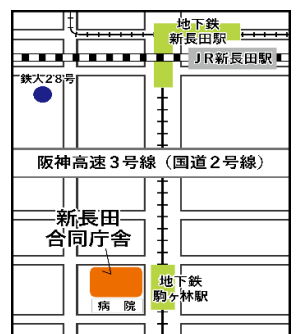 地下鉄
新長田駅
JR新長田駅
鉄人28号
阪神高速3号線（国道2号線）
新長田
合同庁舎
地下鉄
駒ヶ林駅
病 院